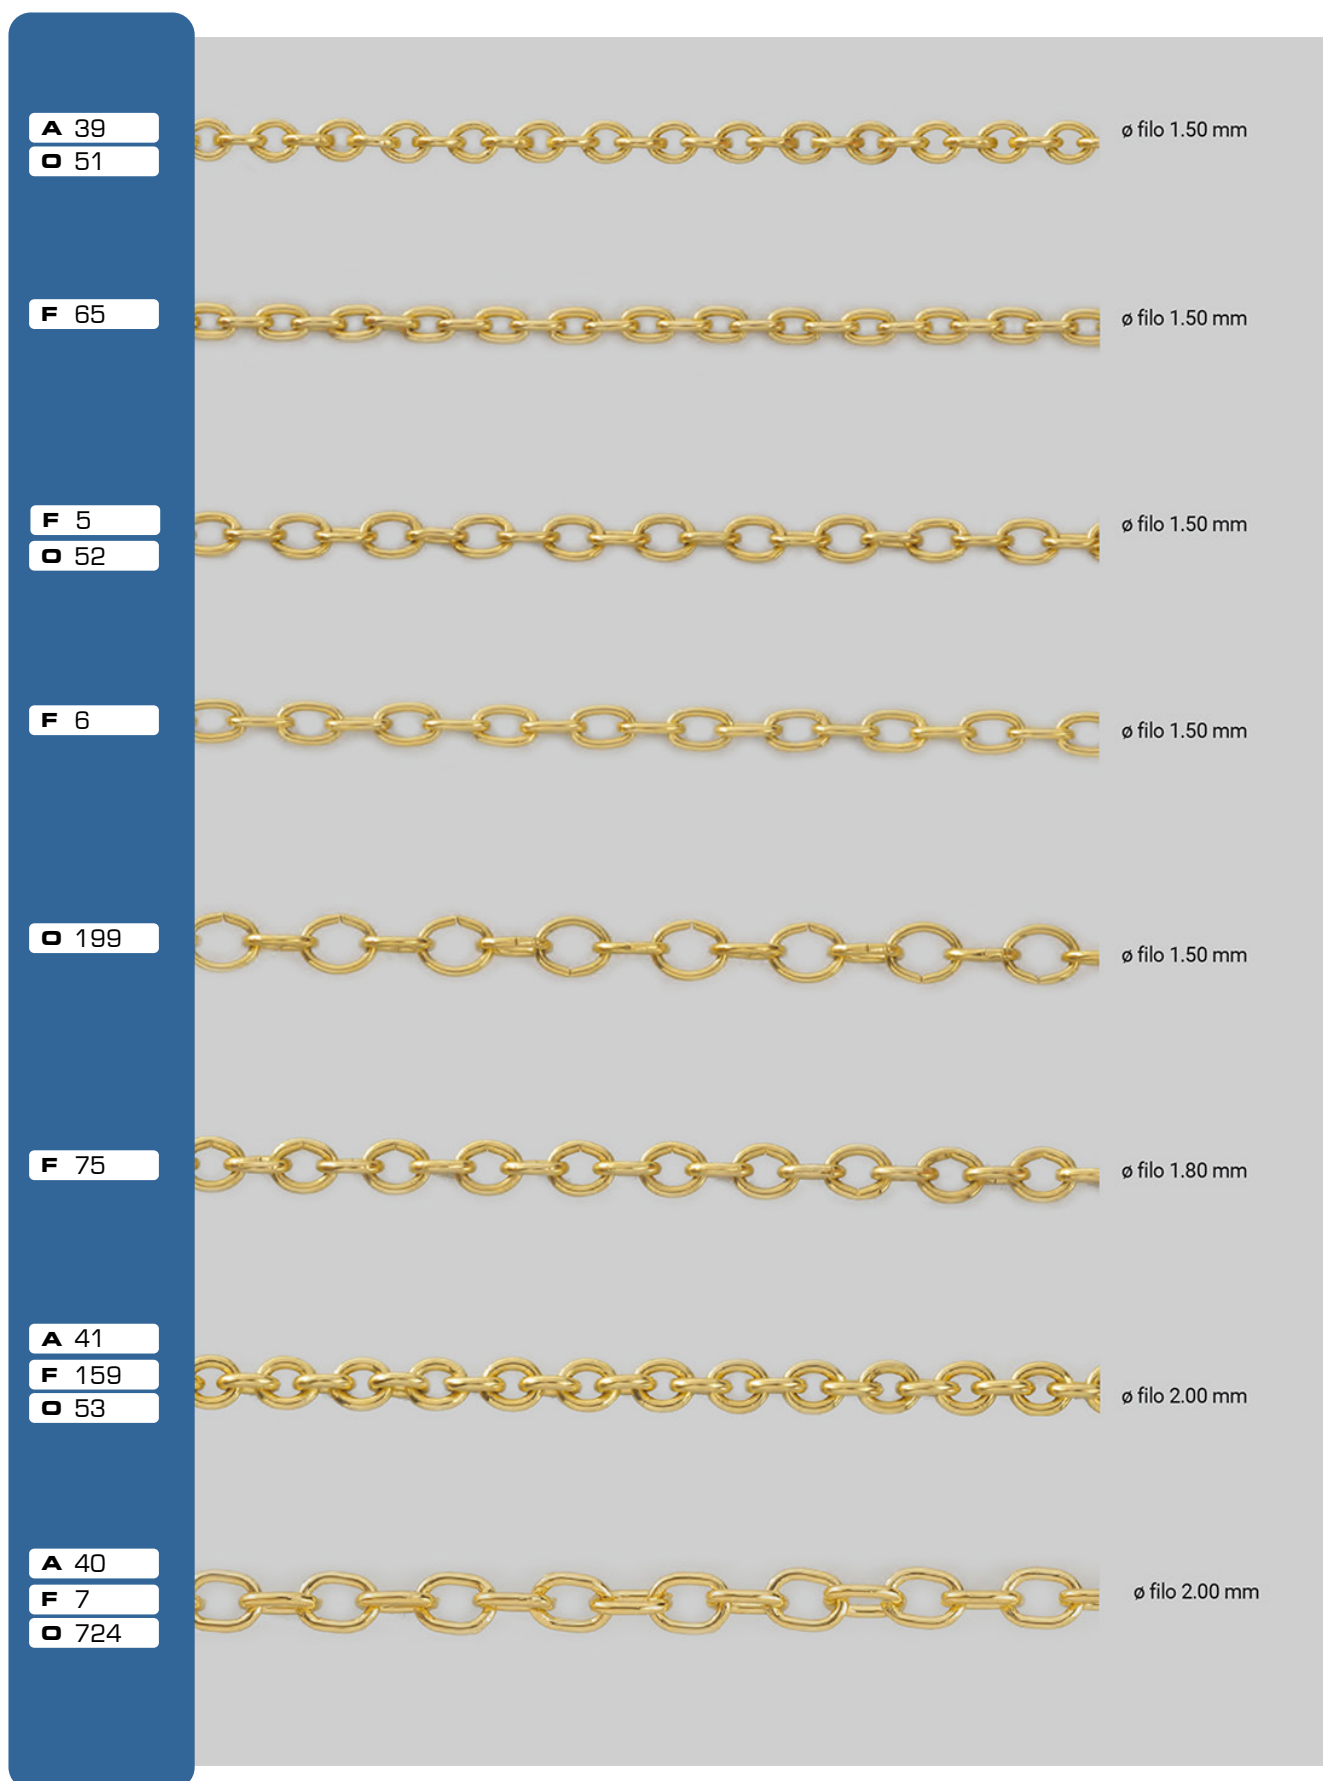 A 39
O 51
ø filo 1.50 mm
F 65
ø filo 1.50 mm
F 5
O 52
ø filo 1.50 mm
F 6
ø filo 1.50 mm
O 199
ø filo 1.50 mm
F 75
ø filo 1.80 mm
A 41
F 159
O 53
ø filo 2.00 mm
A 40
F 7
O 724
ø filo 2.00 mm